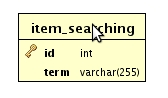 item_searching
id int
term varchar(255)